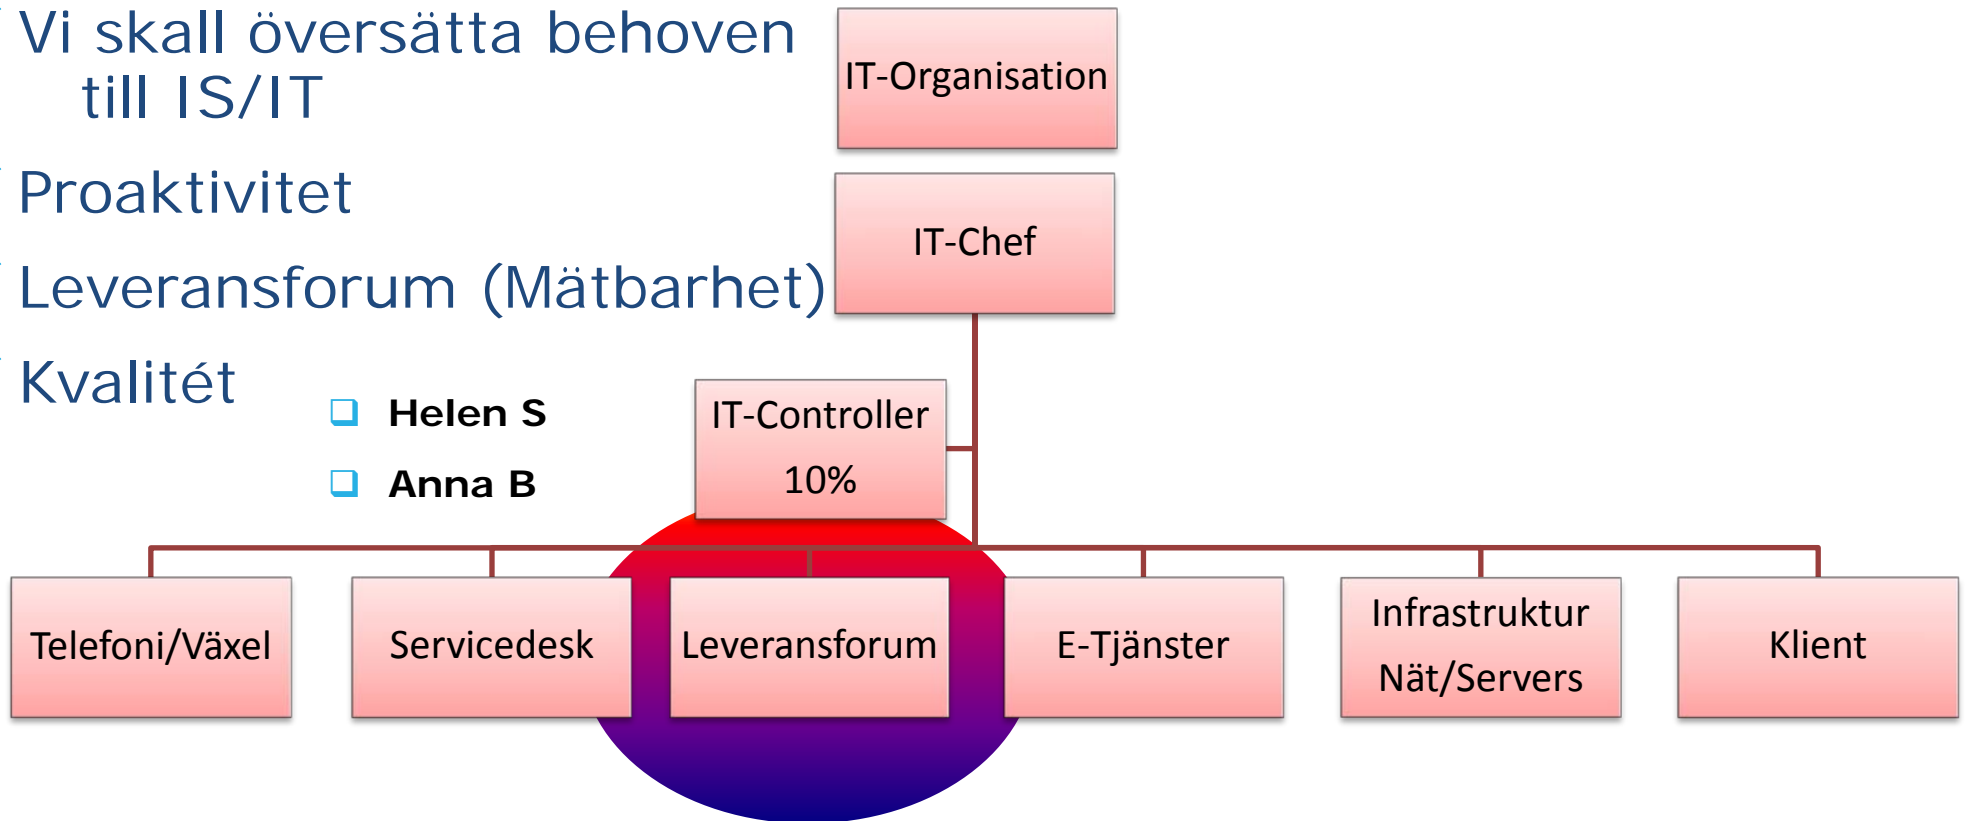 Vi skall översätta behoven
till IS/IT
Proaktivitet
Leveransforum (Mätbarhet)
Kvalitét
Helen S
Anna B
IT-Organisation
IT-Chef
IT-Controller
10%
Telefoni/Växel
Servicedesk
Leveransforum
E-Tjänster
Infrastruktur
Nät/Servers
Klient